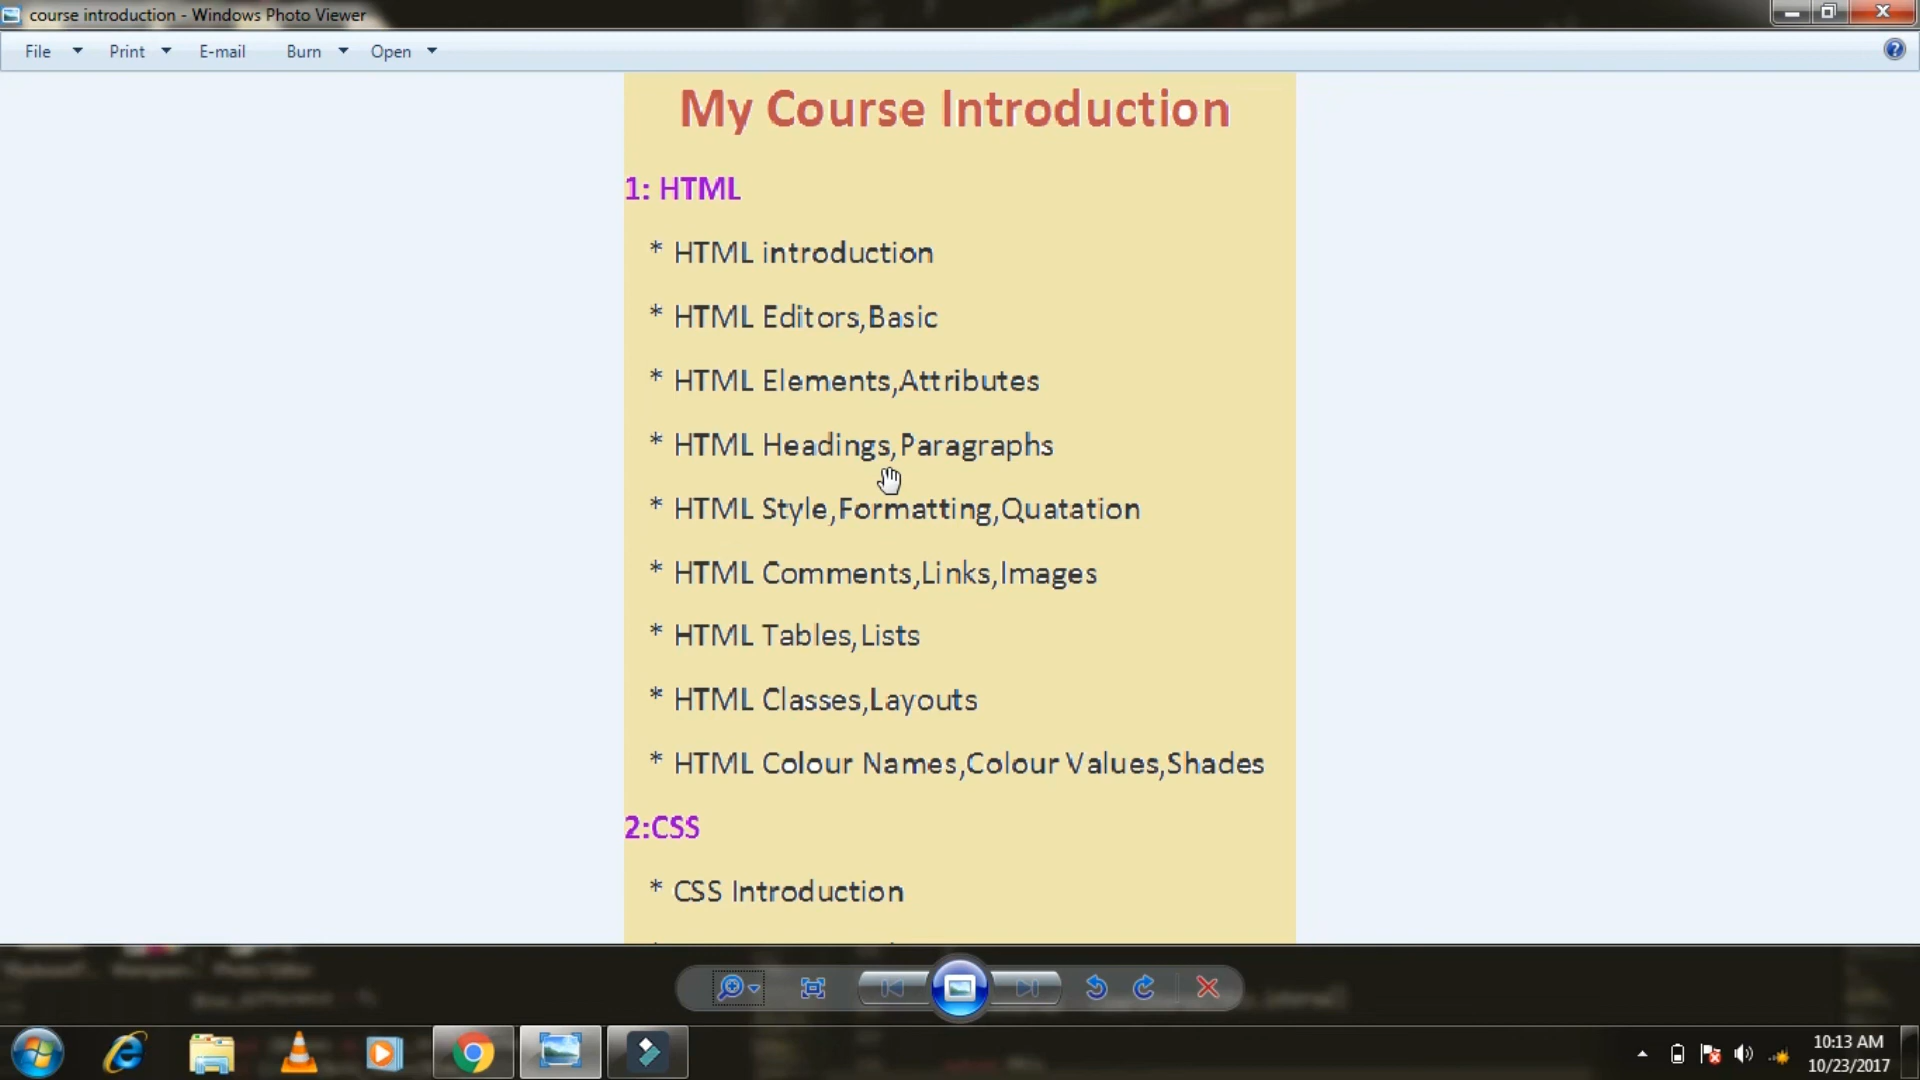 course introduction - Windows Photo Viewer
File Print E-mail Burn Open
My Course Introduction
1: HTML
* HTML introduction
* HTML Editors,Basic
* HTML Elements,Attributes
* HTML Headings,Paragraphs
* HTML Style,Formatting,Quatation
* HTML Comments,Links,Images
* HTML Tables,Lists
* HTML Classes,Layouts
* HTML Colour Names,Colour Values,Shades
2:CSS
* CSS Introduction
10:13 AM
10/23/2017